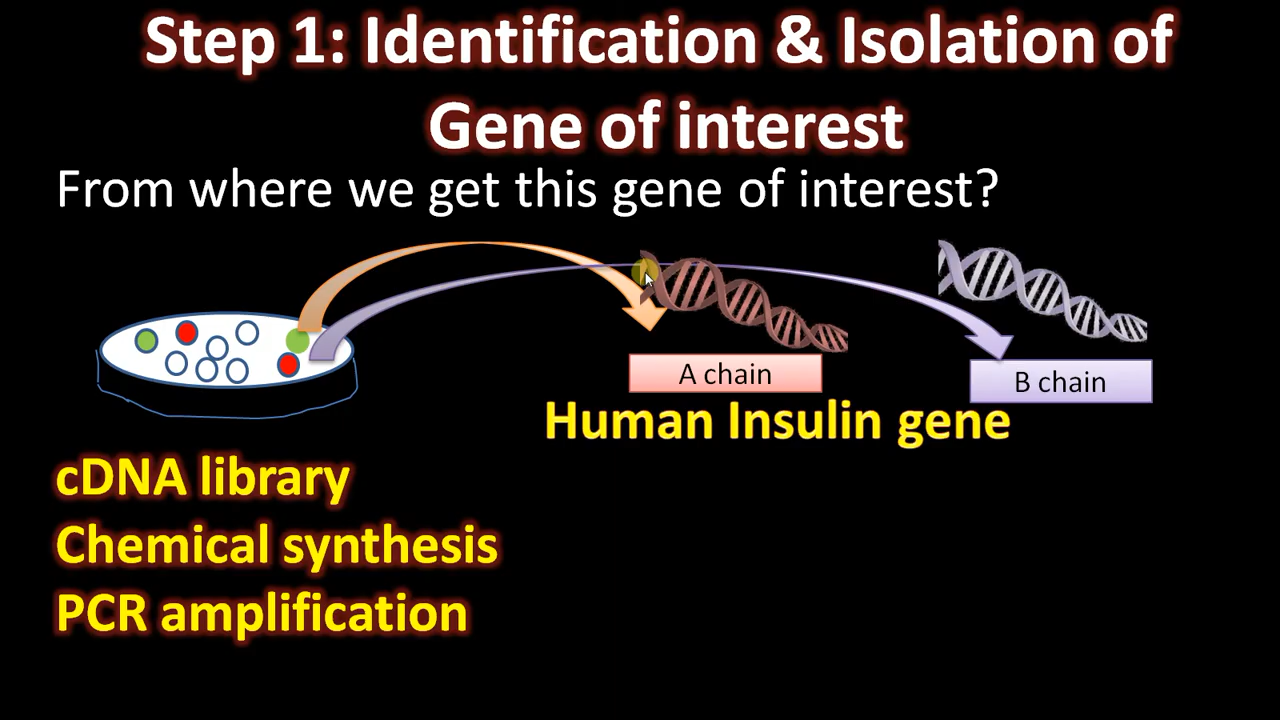 Step 1: Identification & Isolation of
Gene of interest
From where we get this gene of interest?
A chain
B chain
Human Insulin gene
cDNA library
Chemical synthesis
PCR amplification